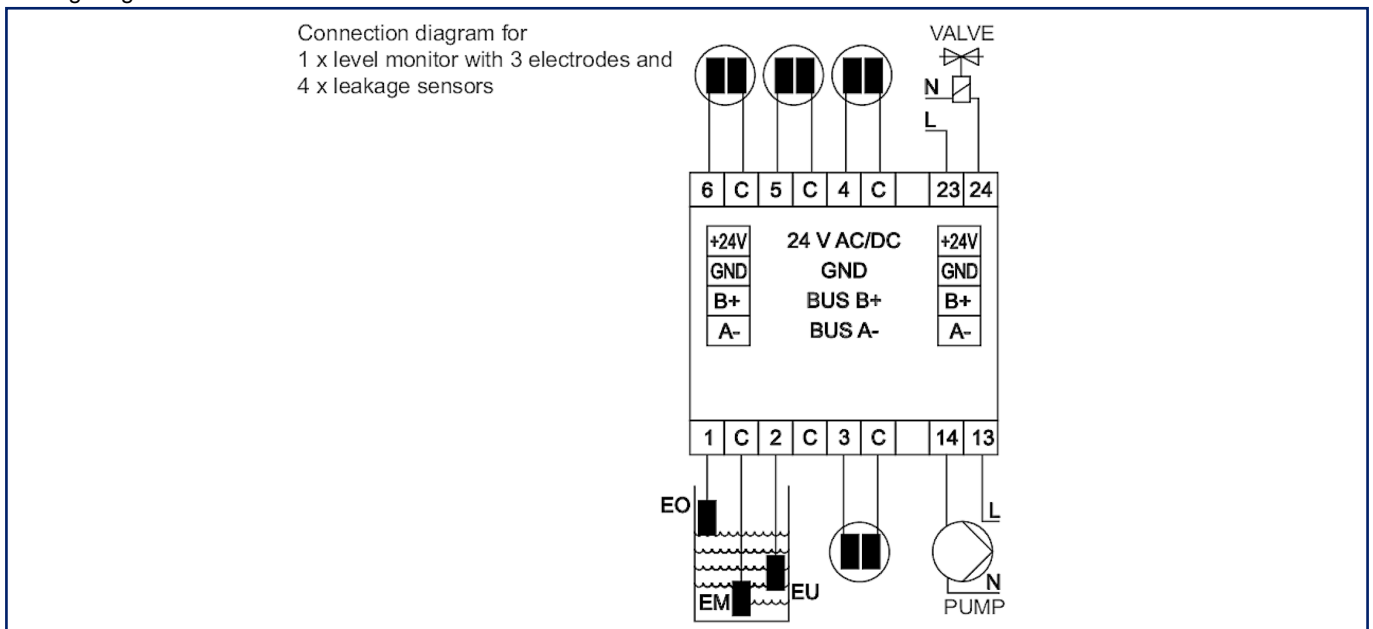 Connection diagram for
1 x level monitor with 3 electrodes and
4 x leakage sensors
VALVE
N
L
6 C 5 C 4 C 23 24
+24V 24 V AC/DC +24V
GND GND GND
B+ BUS B+ B+
A- BUS A- A-
1 C 2 C 3 C 14 13
EO
L
EU
N
EM
PUMP